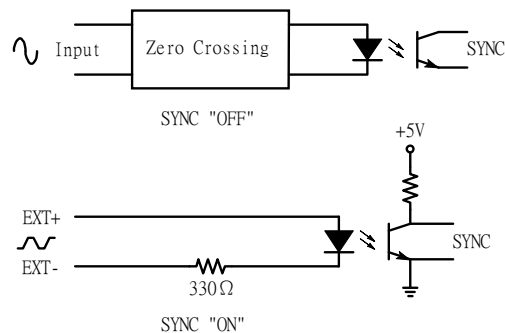 Input
Zero Crossing
SYNC
SYNC "OFF"
+5V
EXT+
SYNC
EXT-
330Ω
SYNC "ON"